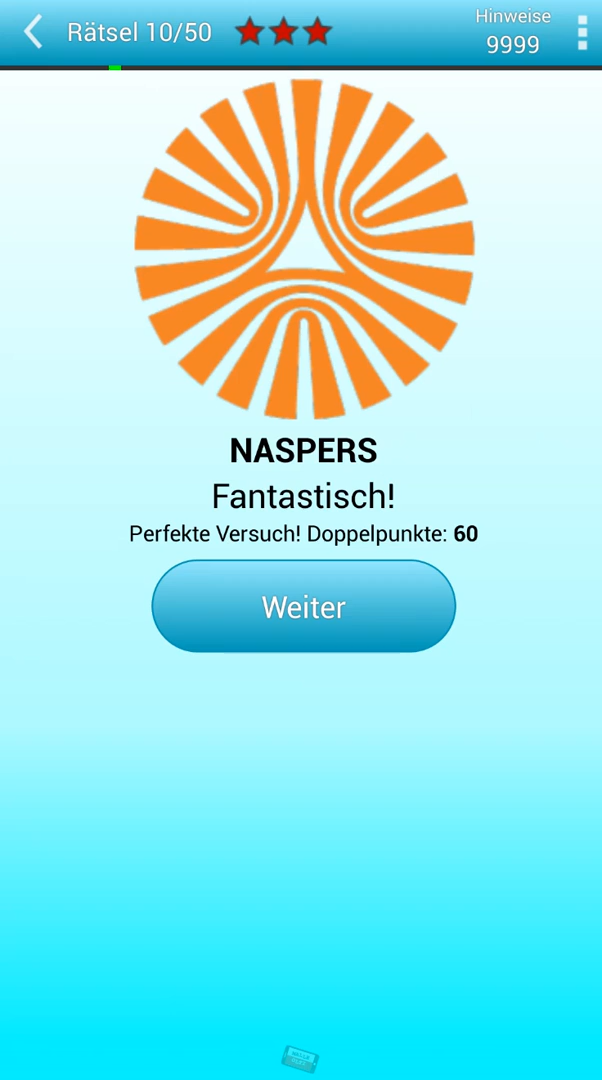 Rätsel 10/50
Hinweise
9999
NASPERS
Fantastisch!
Perfekte Versuch! Doppelpunkte: 60
Weiter